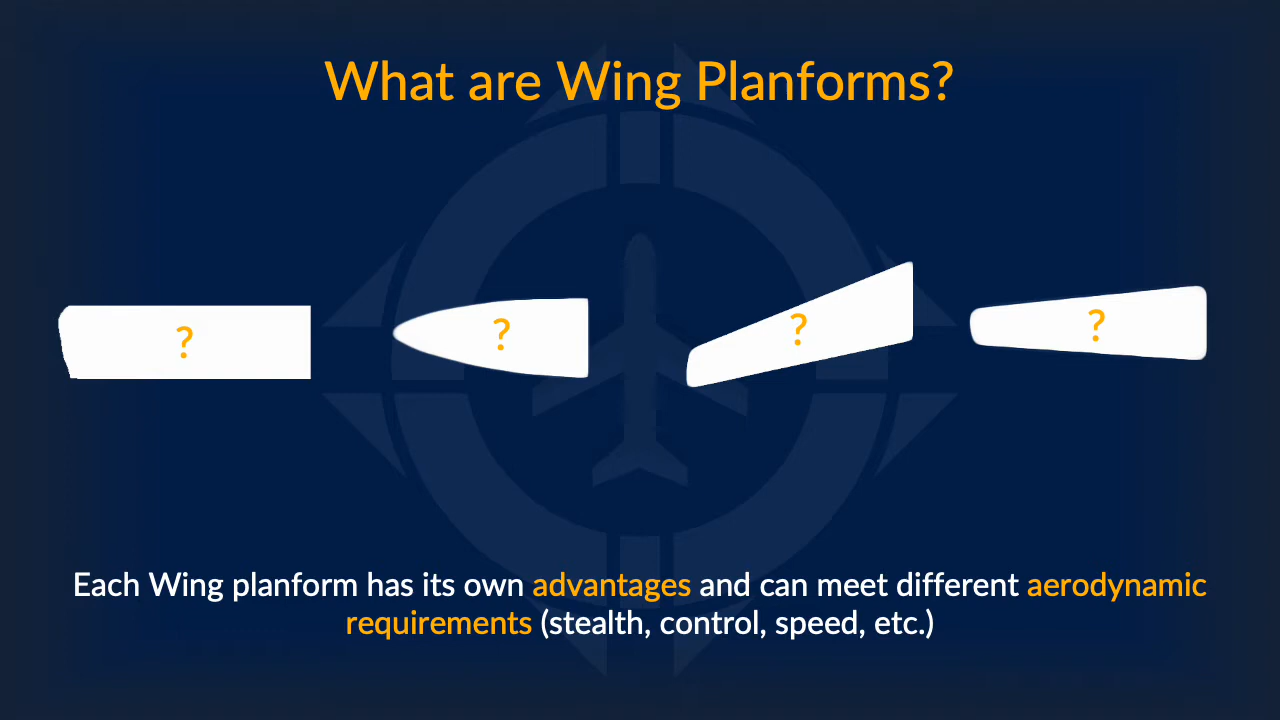 What are Wing Planforms?
? ? ? ?
Each Wing planform has its own advantages and can meet different aerodynamic
requirements (stealth, control, speed, etc.)